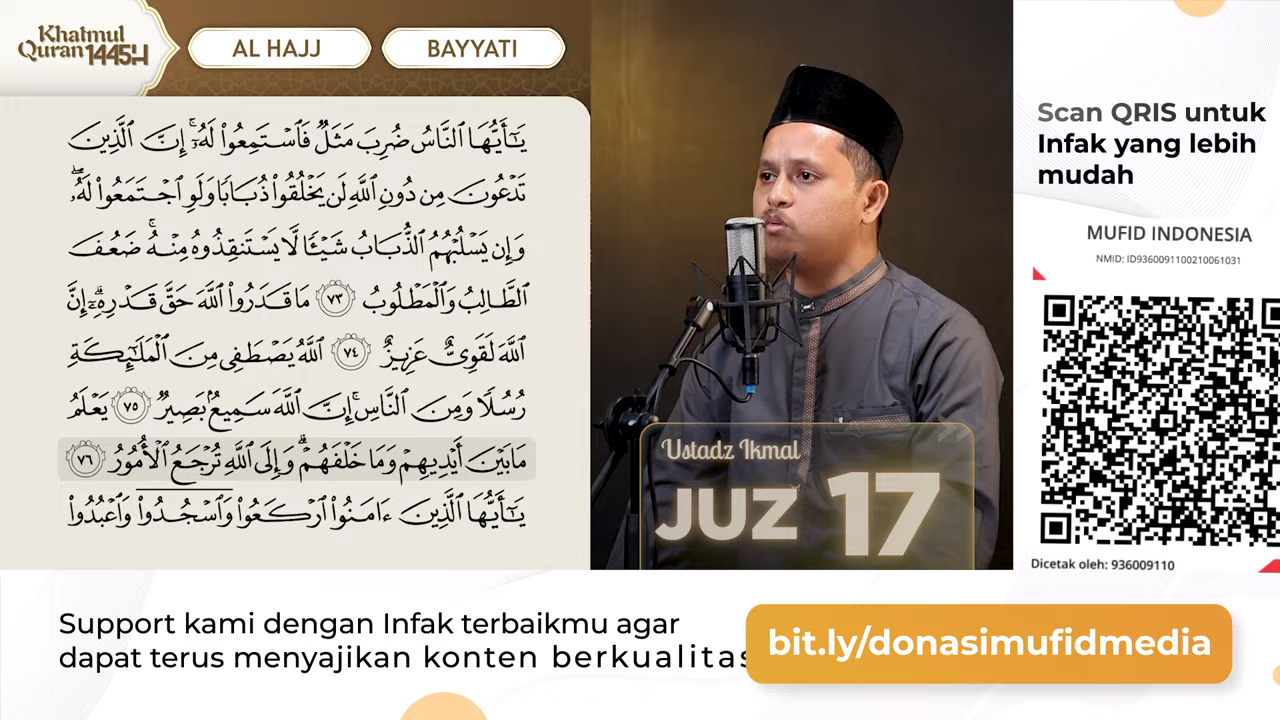 Khatmul
Quran 1445H
AL HAJJ
BAYYATI
يَـٰٓأَيُّهَا ٱلنَّاسُ ضُرِبَ مَثَلٌ فَٱسْتَمِعُوا۟ لَهُۥٓ ۚ إِنَّ ٱلَّذِينَ
تَدْعُونَ مِن دُونِ ٱللَّهِ لَن يَخْلُقُوا۟ ذُبَابًا وَلَوِ ٱجْتَمَعُوا۟ لَهُۥ ۖ
وَإِن يَسْلُبْهُمُ ٱلذُّبَابُ شَيْـًٔا لَّا يَسْتَنقِذُوهُ مِنْهُ ۚ ضَعُفَ
ٱلطَّالِبُ وَٱلْمَطْلُوبُ ٧٣ مَا قَدَرُوا۟ ٱللَّهَ حَقَّ قَدْرِهِۦٓ ۗ إِنَّ
ٱللَّهَ لَقَوِىٌّ عَزِيزٌ ٧٤ ٱللَّهُ يَصْطَفِى مِنَ ٱلْمَلَـٰٓئِكَةِ
رُسُلًا وَمِنَ ٱلنَّاسِ ۚ إِنَّ ٱللَّهَ سَمِيعٌۢ بَصِيرٌ ٧٥ يَعْلَمُ
مَا بَيْنَ أَيْدِيهِمْ وَمَا خَلْفَهُمْ ۗ وَإِلَى ٱللَّهِ تُرْجَعُ ٱلْأُمُورُ ٧٦
يَـٰٓأَيُّهَا ٱلَّذِينَ ءَامَنُوا۟ ٱرْكَعُوا۟ وَٱسْجُدُوا۟ وَٱعْبُدُوا۟
Ustadz Ikmal
JUZ 17
Scan QRIS untuk
Infak yang lebih
mudah
MUFID INDONESIA
NMID: ID9360091100210061031
Dicetak oleh: 936009110
Support kami dengan Infak terbaikmu agar
dapat terus menyajikan konten berkualitas
bit.ly/donasimufidmedia